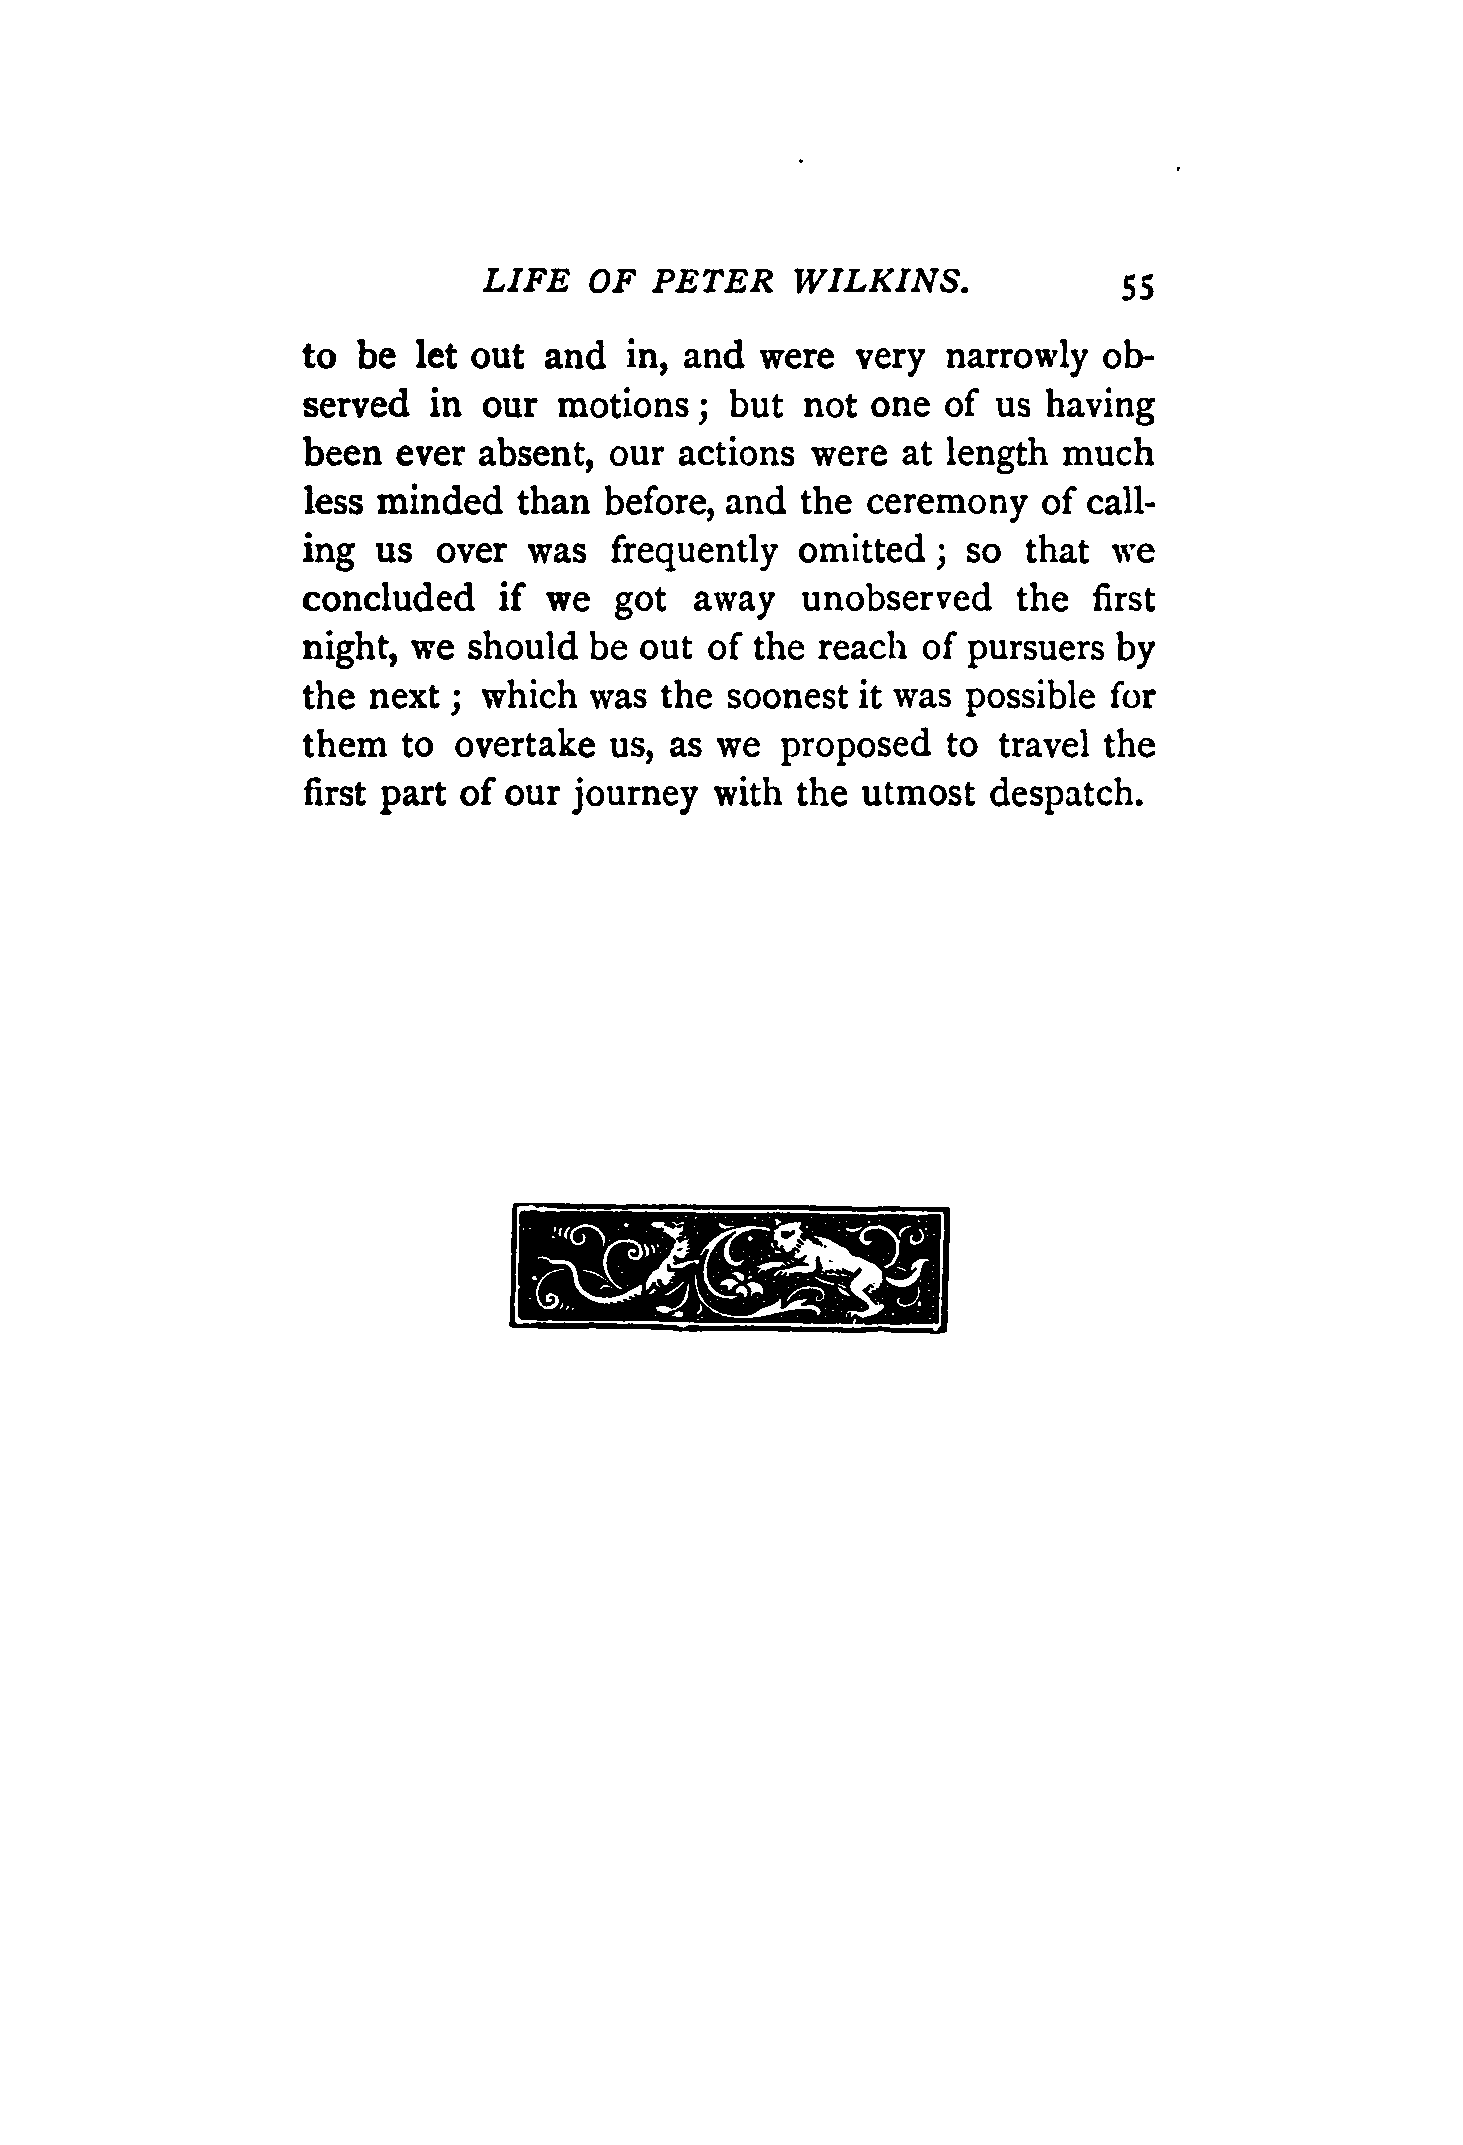 LIFE OF PETER WILKINS. 55
to be let out and in, and were very narrowly ob-
served in our motions; but not one of us having
been ever absent, our actions were at length much
less minded than before, and the ceremony of call-
ing us over was frequently omitted; so that we
concluded if we got away unobserved the first
night, we should be out of the reach of pursuers by
the next; which was the soonest it was possible for
them to overtake us, as we proposed to travel the
first part of our journey with the utmost despatch.